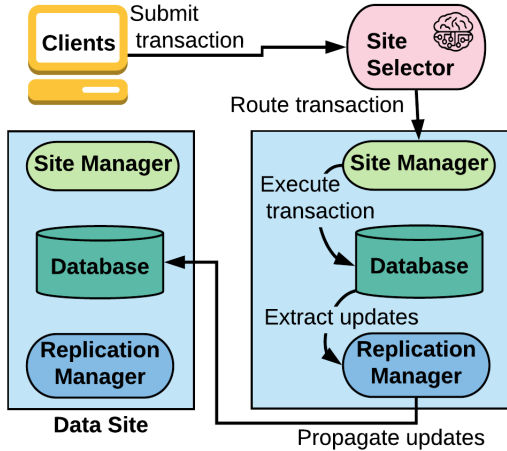 Submit
transaction
Clients
Site
Selector
Route transaction
Site Manager
Site Manager
Execute
transaction
Database
Database
Extract updates
Replication
Manager
Replication
Manager
Data Site
Propagate updates